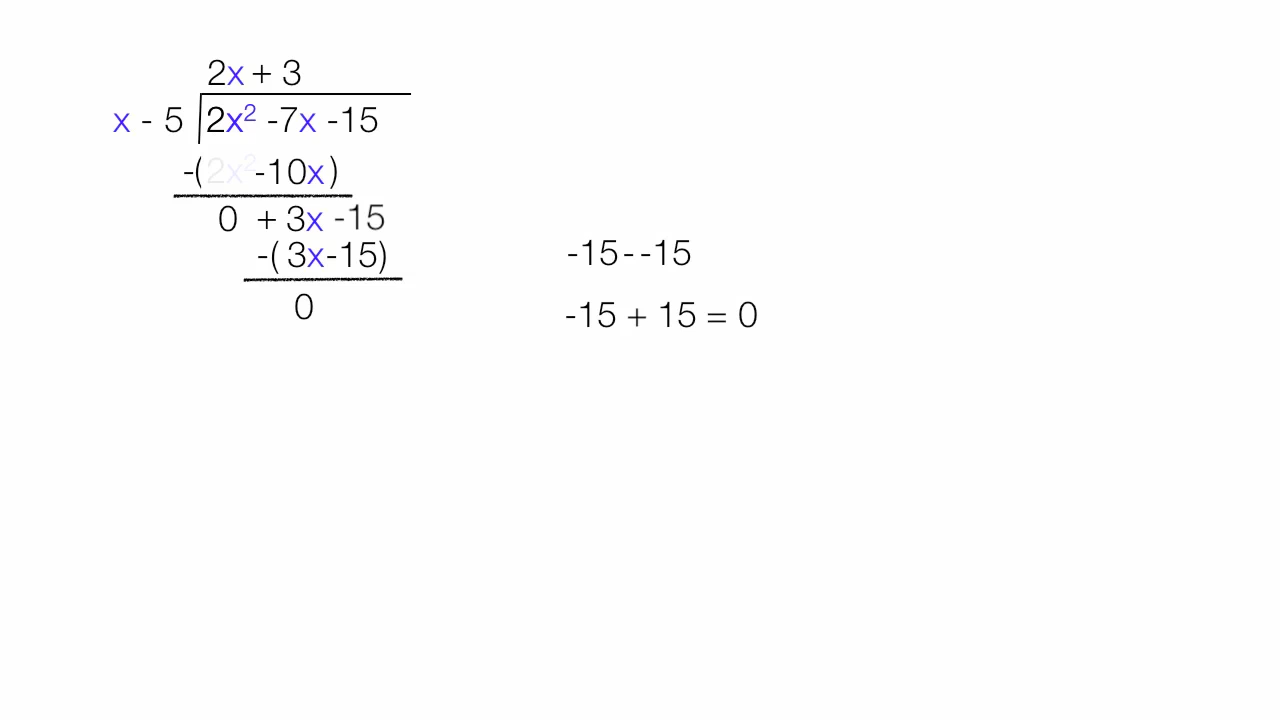 2x + 3
x - 5 2x² -7x -15
-(2x² -10x)
0 + 3x -15
-( 3x-15)
0
-15 - -15
-15 + 15 = 0